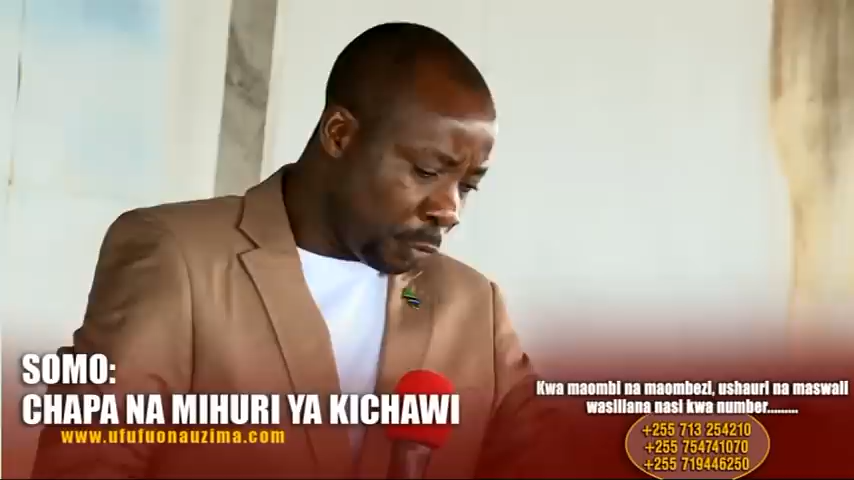 SOMO:
CHAPA NA MIHURI YA KICHAWI
www.ufufuonauzima.com
Kwa maombi na maombezi, ushauri na maswali
wasiliana nasi kwa number..........
+255 713 254210
+255 754741070
+255 719446250